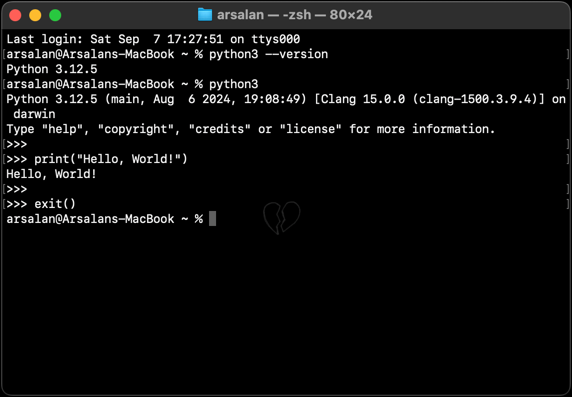 arsalan — -zsh — 80×24
Last login: Sat Sep  7 17:27:51 on ttys000
[arsalan@Arsalans-MacBook ~ % python3 --version ]
Python 3.12.5
[arsalan@Arsalans-MacBook ~ % python3 ]
Python 3.12.5 (main, Aug  6 2024, 19:08:49) [Clang 15.0.0 (clang-1500.3.9.4)] on
 darwin
Type "help", "copyright", "credits" or "license" for more information.
[>>> ]
[>>> print("Hello, World!") ]
Hello, World!
[>>> ]
[>>> exit() ]
arsalan@Arsalans-MacBook ~ %